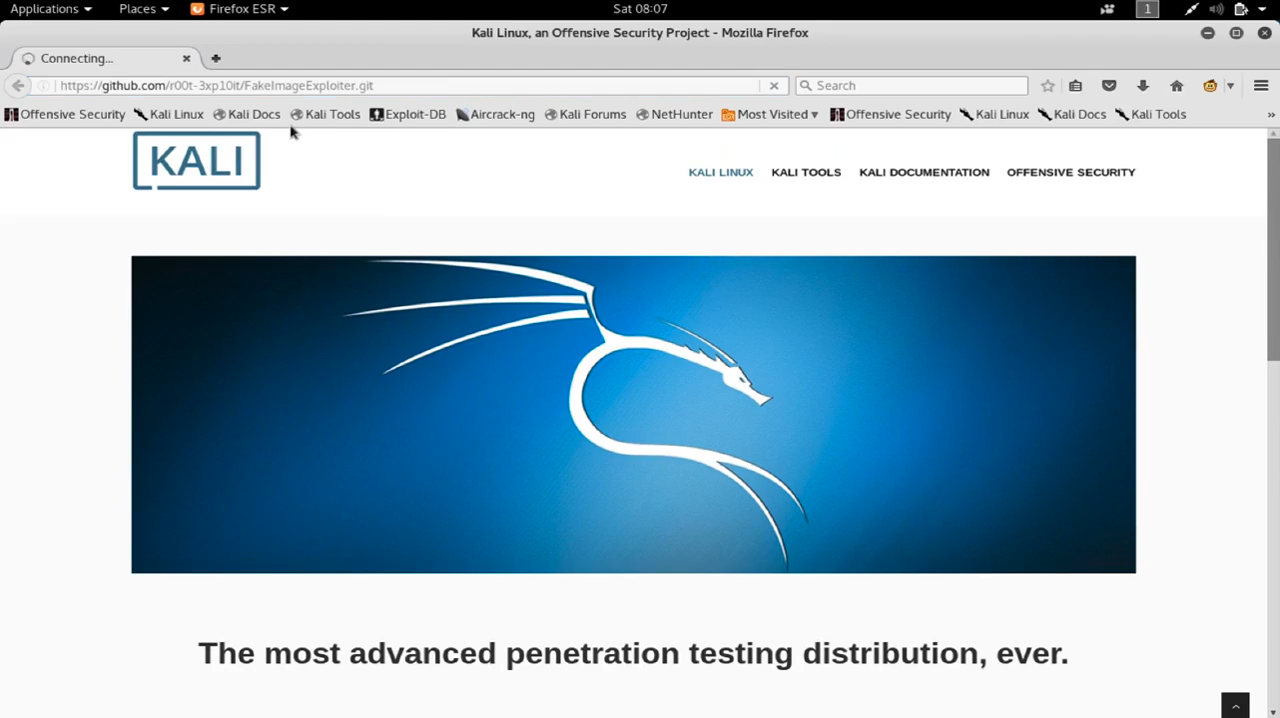 Applications Places Firefox ESR Sat 08:07 1
Kali Linux, an Offensive Security Project - Mozilla Firefox
Connecting...
https://github.com/r00t-3xp10it/FakeImageExploiter.git Search
Offensive Security Kali Linux Kali Docs Kali Tools Exploit-DB Aircrack-ng Kali Forums NetHunter Most Visited Offensive Security Kali Linux Kali Docs Kali Tools »
KALI
KALI LINUX KALI TOOLS KALI DOCUMENTATION OFFENSIVE SECURITY
The most advanced penetration testing distribution, ever.